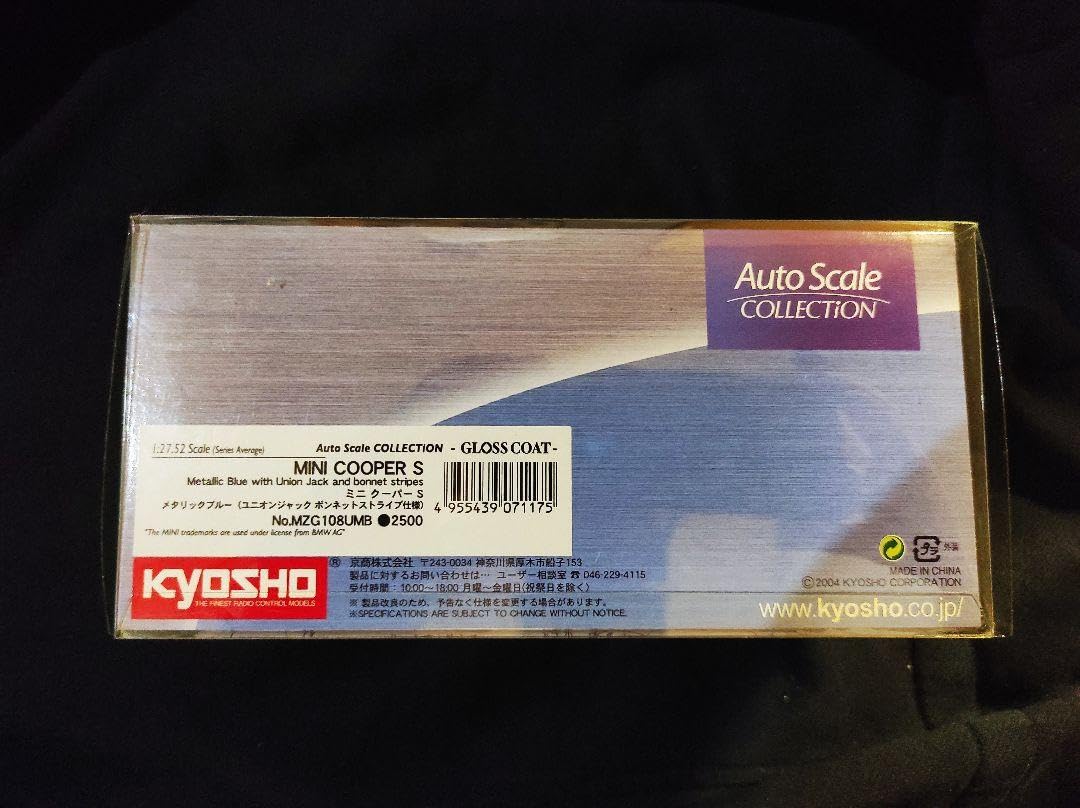 Auto Scale
COLLECTiON
1:27.52 Scale (Series Average)
Auto Scale COLLECTION - GLOSS COAT -
MINI COOPER S
Metallic Blue with Union Jack and bonnet stripes
ミニ クーパー S
メタリックブルー（ユニオンジャック ボンネットストライプ仕様）
No.MZG108UMB ●2500
"The MINI trademarks are used under license from BMW AG"
4 955439 071175
KYOSHO ®
THE FINEST RADIO CONTROL MODELS
京商株式会社 〒243-0034 神奈川県厚木市船子153
製品に対するお問い合わせは… ユーザー相談室 ☎ 046-229-4115
受付時間：10:00～18:00 月曜～金曜日（祝祭日を除く）
※ 製品改良のため、予告なく仕様を変更する場合があります。
※SPECIFICATIONS ARE SUBJECT TO CHANGE WITHOUT NOTICE.
プラ 外装
MADE IN CHINA
©2004 KYOSHO CORPORATION
www.kyosho.co.jp/